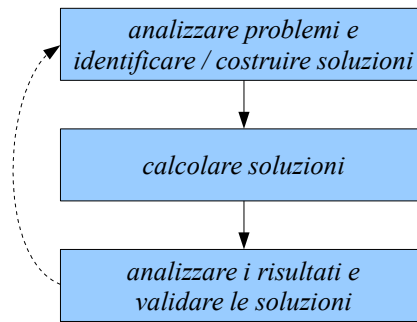 analizzare problemi e
identificare / costruire soluzioni
calcolare soluzioni
analizzare i risultati e
validare le soluzioni